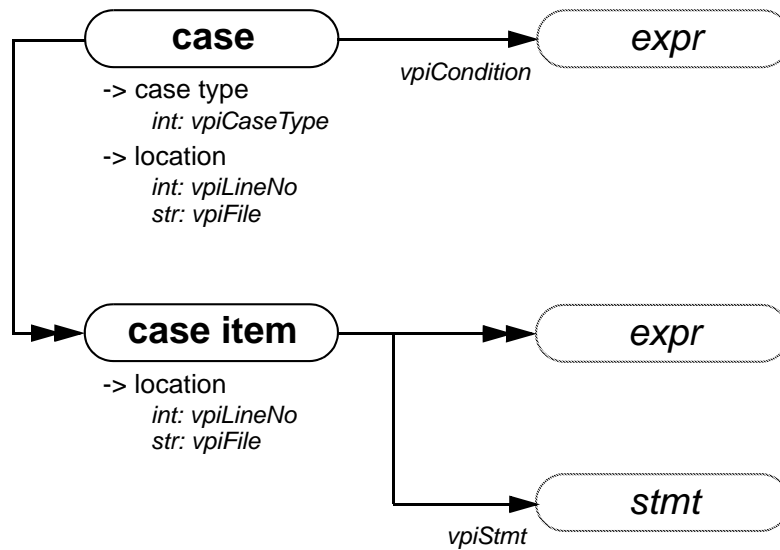 case
expr
vpiCondition
-> case type
int: vpiCaseType
-> location
int: vpiLineNo
str: vpiFile
case item
expr
-> location
int: vpiLineNo
str: vpiFile
stmt
vpiStmt